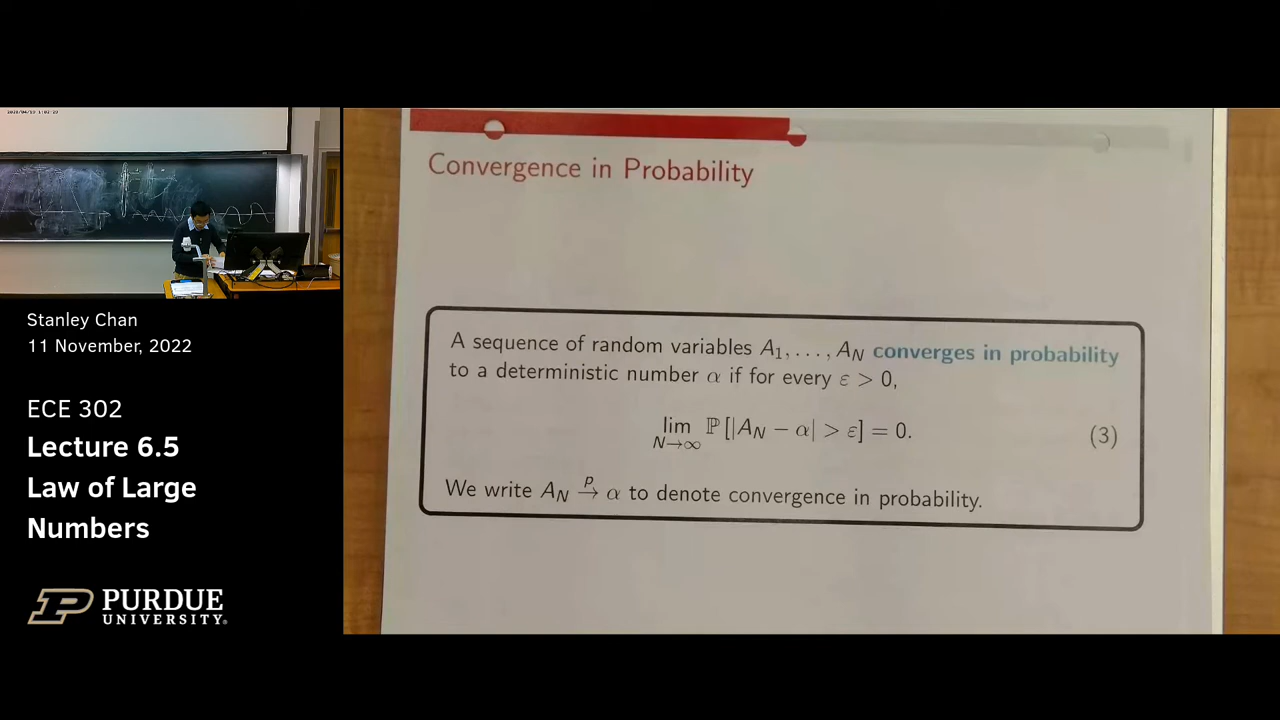 Stanley Chan
11 November, 2022
ECE 302
Lecture 6.5
Law of Large
Numbers
PURDUE
UNIVERSITY.
Convergence in Probability
A sequence of random variables A₁, . . . , A_N converges in probability
to a deterministic number α if for every ε > 0,
lim_{N→∞} ℙ [|A_N − α| > ε] = 0. (3)
We write A_N →ᵖ α to denote convergence in probability.